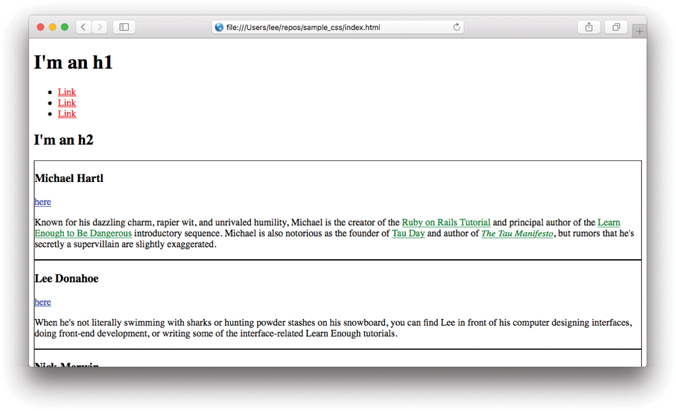 file:///Users/lee/repos/sample_css/index.html
I'm an h1
Link
Link
Link
I'm an h2
Michael Hartl
here
Known for his dazzling charm, rapier wit, and unrivaled humility, Michael is the creator of the Ruby on Rails Tutorial and principal author of the Learn
Enough to Be Dangerous introductory sequence. Michael is also notorious as the founder of Tau Day and author of The Tau Manifesto, but rumors that he's
secretly a supervillain are slightly exaggerated.
Lee Donahoe
here
When he's not literally swimming with sharks or hunting powder stashes on his snowboard, you can find Lee in front of his computer designing interfaces,
doing front-end development, or writing some of the interface-related Learn Enough tutorials.
Nick Merwin